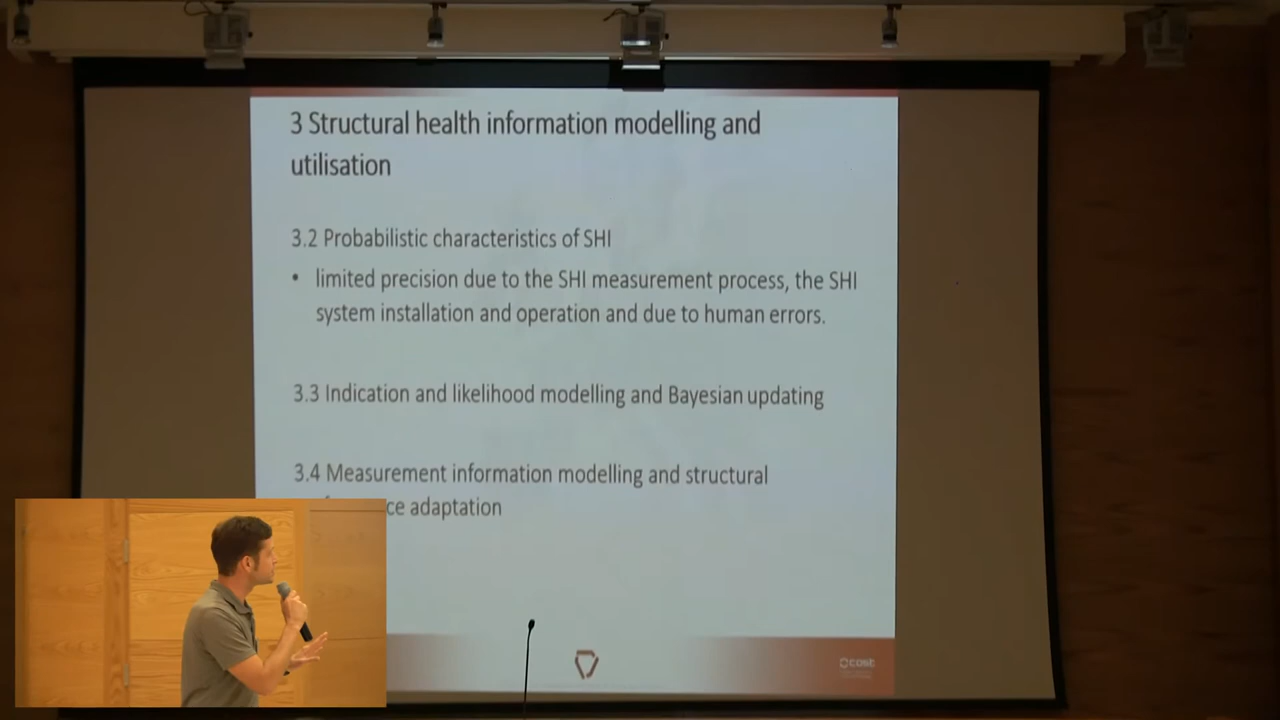 3 Structural health information modelling and
utilisation
3.2 Probabilistic characteristics of SHI
• limited precision due to the SHI measurement process, the SHI
system installation and operation and due to human errors.
3.3 Indication and likelihood modelling and Bayesian updating
3.4 Measurement information modelling and structural
ce adaptation
cost